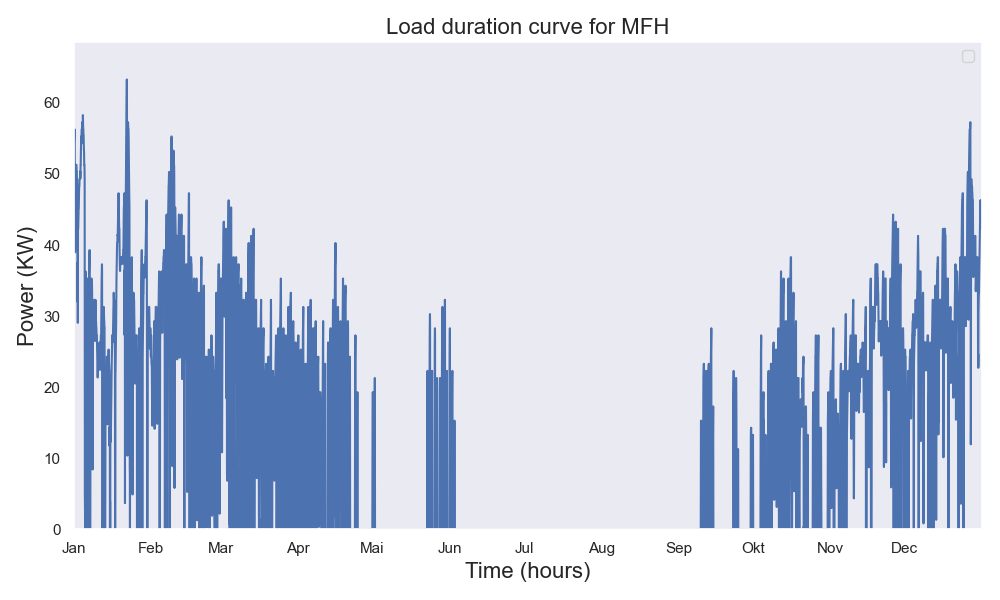 Load duration curve for MFH
Power (KW)
60
50
40
30
20
10
0
Jan Feb Mar Apr Mai Jun Jul Aug Sep Okt Nov Dec
Time (hours)